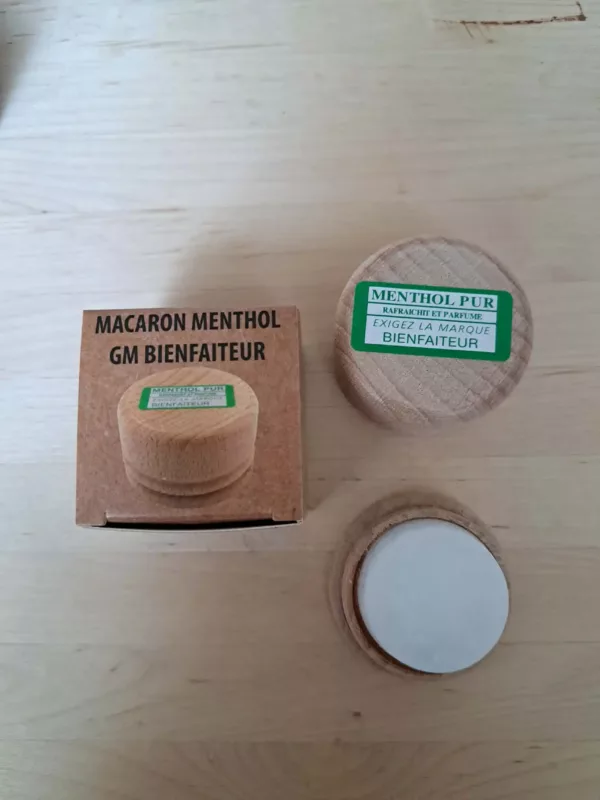 MACARON MENTHOL
GM BIENFAITEUR
MENTHOL PUR
BIENFAITEUR
MENTHOL PUR
RAFRAICHIT ET PARFUME
EXIGEZ LA MARQUE
BIENFAITEUR